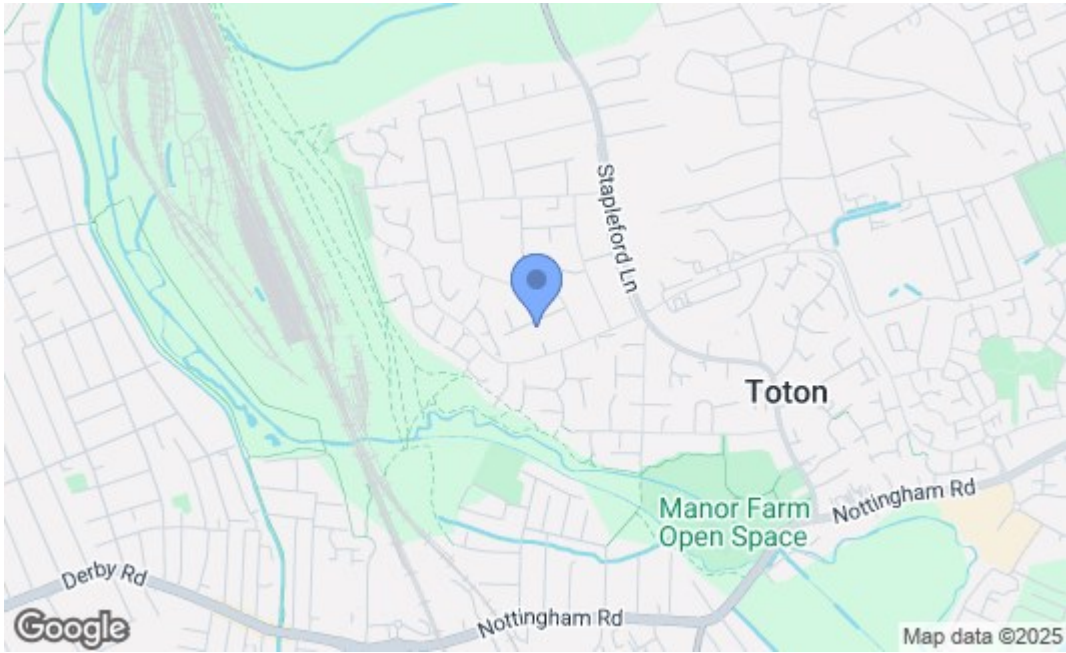 Stapleford Ln
Toton
Nottingham Rd
Manor Farm
Open Space
Derby Rd
Nottingham Rd
Google
Map data ©2025